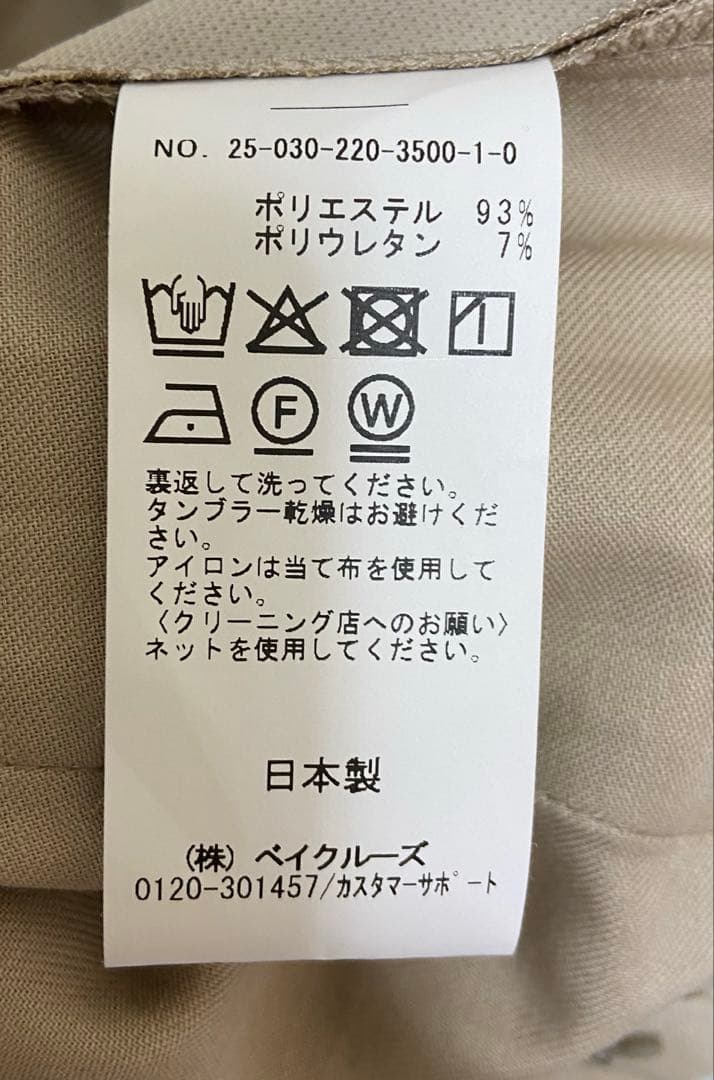 NO. 25-030-220-3500-1-0
ポリエステル 93%
ポリウレタン 7%
F W
裏返して洗ってください。
タンブラー乾燥はお避けくだ
さい。
アイロンは当て布を使用して
ください。
〈クリーニング店へのお願い〉
ネットを使用してください。
日本製
(株) ベイクルーズ
0120-301457/カスタマーサポート